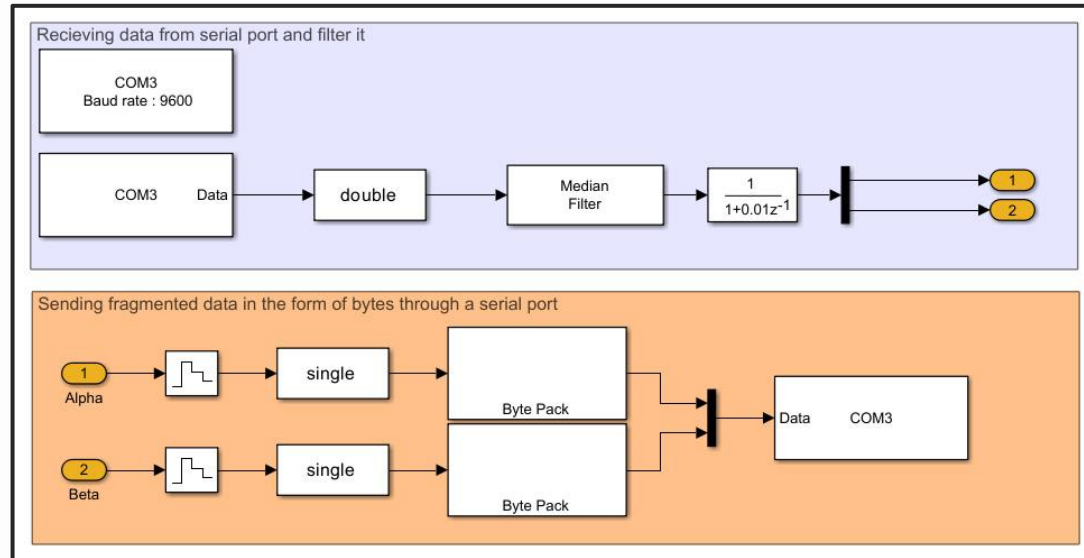 Recieving data from serial port and filter it
COM3
Baud rate : 9600
COM3 Data
double
Median
Filter
1
1+0.01z-1
1
2
Sending fragmented data in the form of bytes through a serial port
1
Alpha
single
Byte Pack
Data COM3
2
Beta
single
Byte Pack